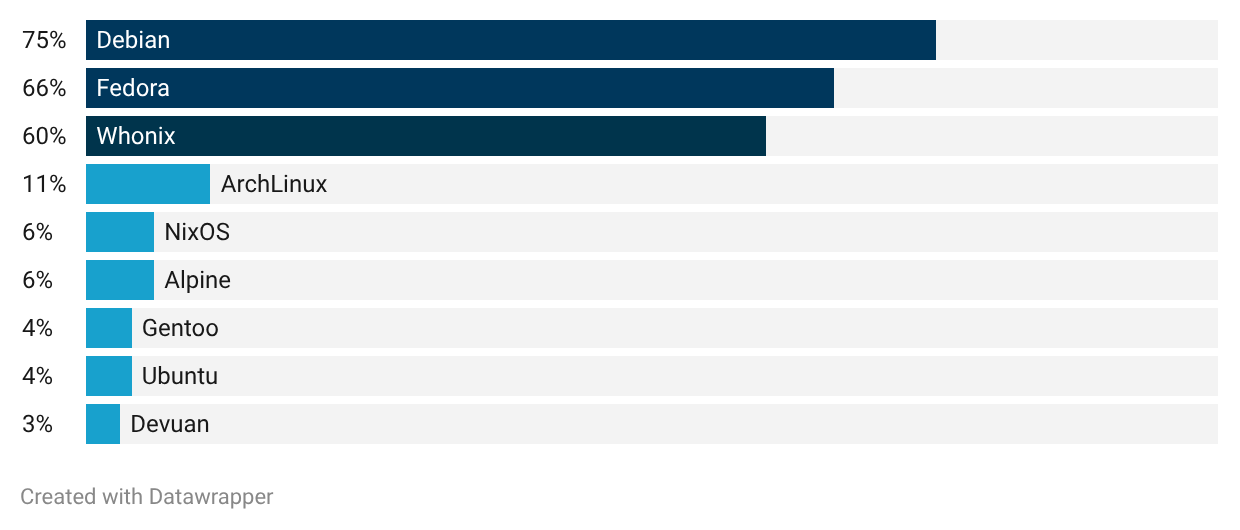 75% Debian
66% Fedora
60% Whonix
11% ArchLinux
6% NixOS
6% Alpine
4% Gentoo
4% Ubuntu
3% Devuan
Created with Datawrapper